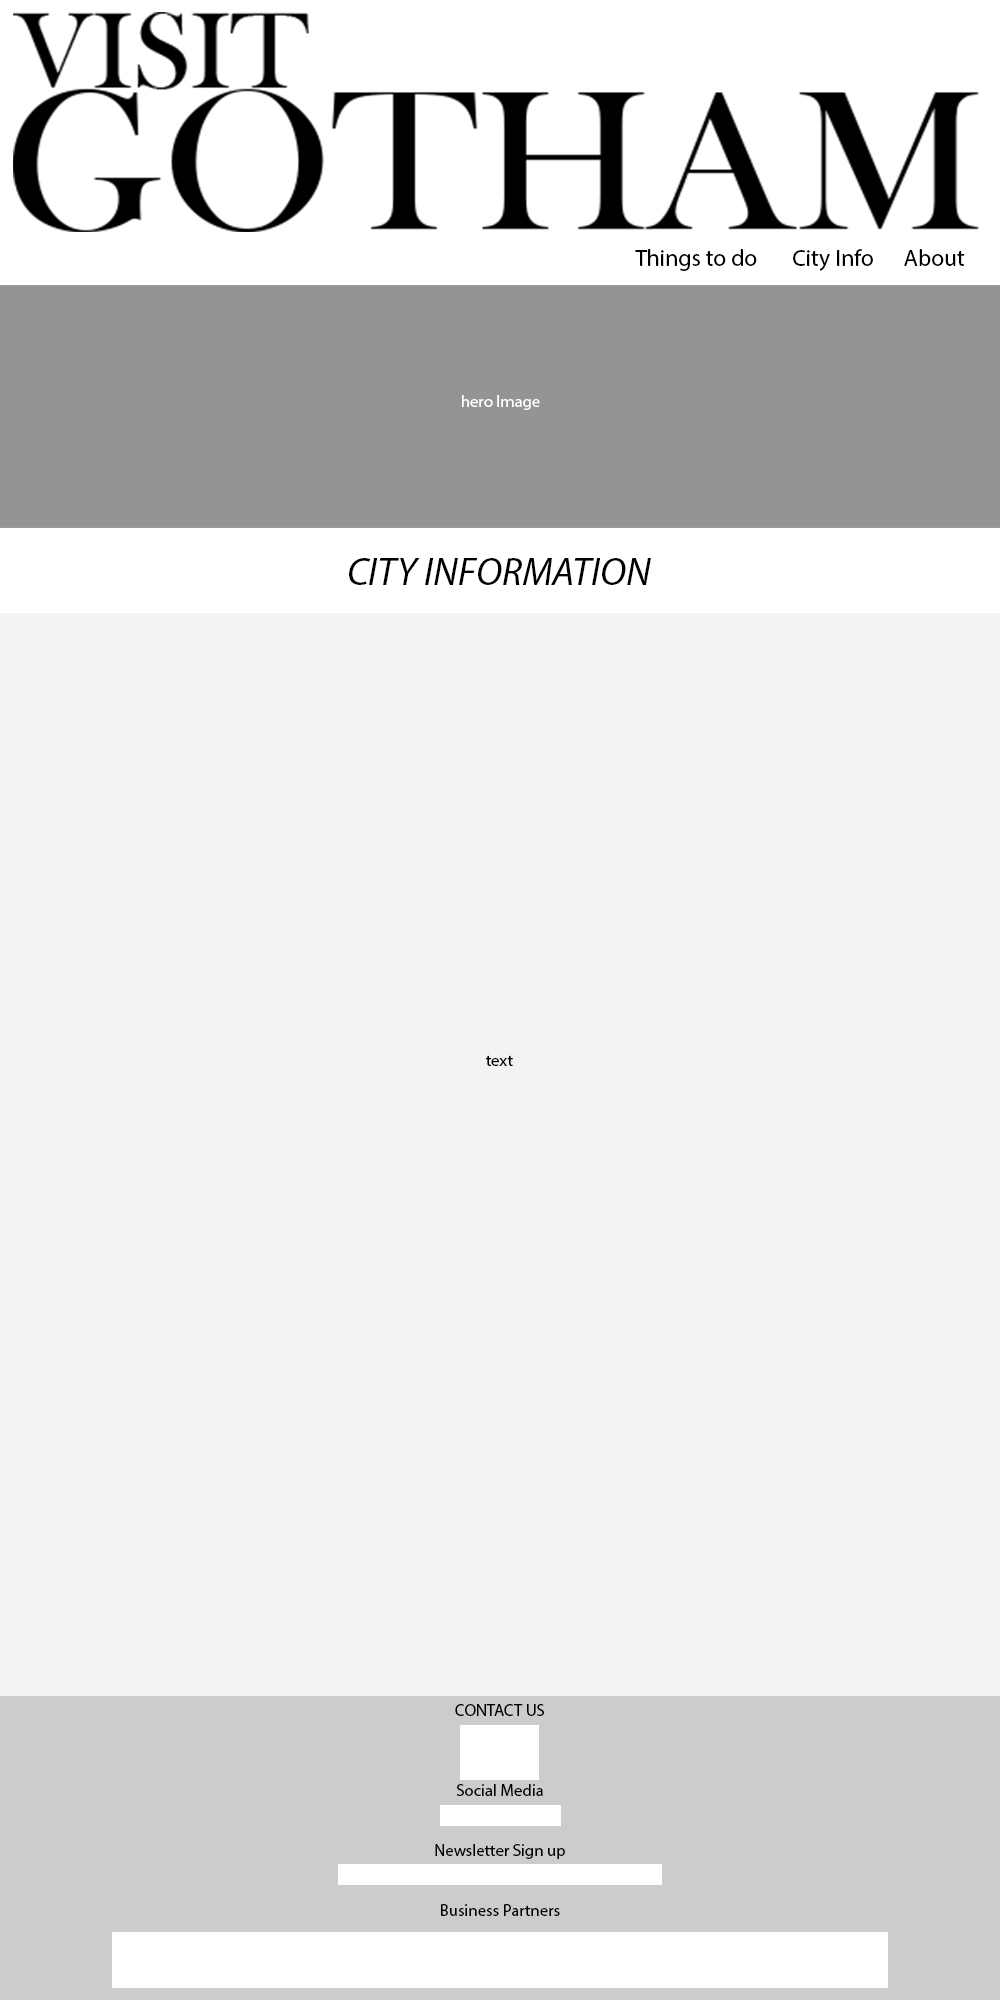 VISIT
GOTHAM
Things to do City Info About
hero Image
CITY INFORMATION
text
CONTACT US
Social Media
Newsletter Sign up
Business Partners